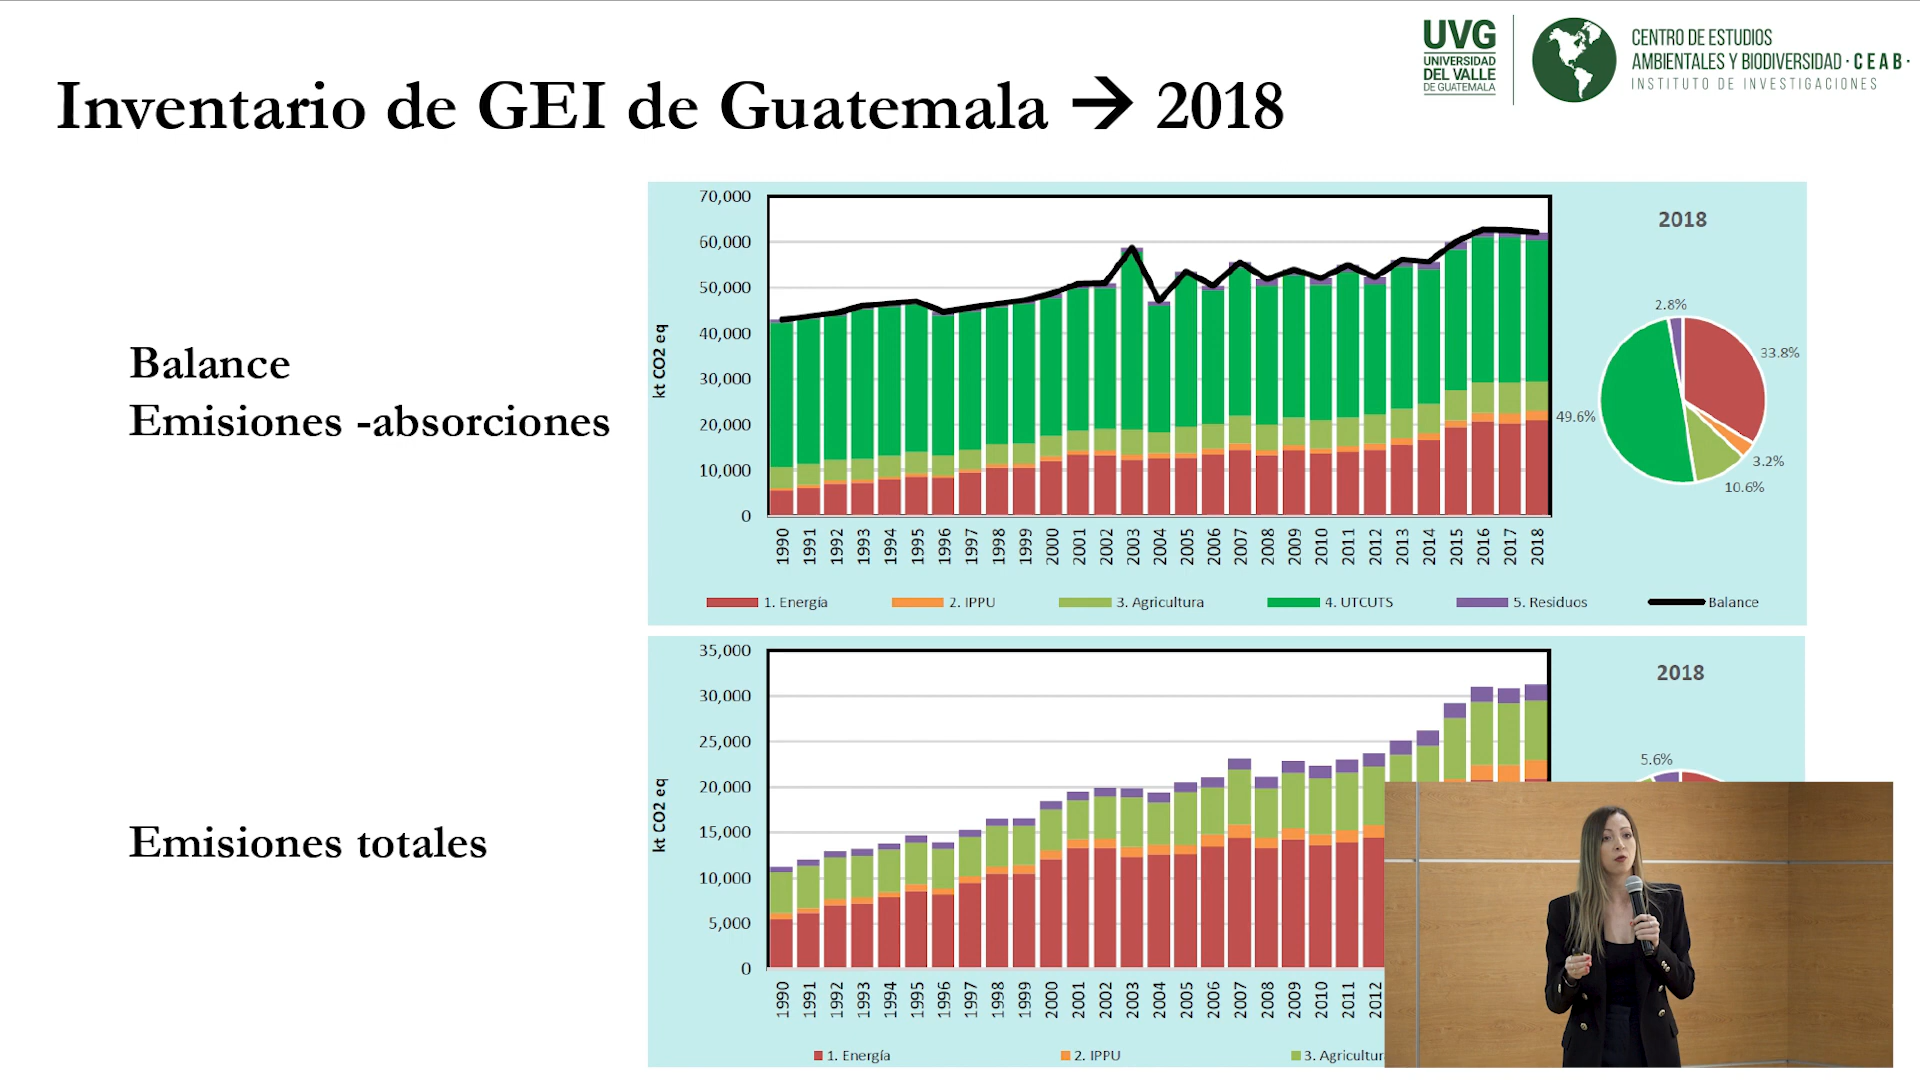 UVG
UNIVERSIDAD
DEL VALLE
DE GUATEMALA
CENTRO DE ESTUDIOS
AMBIENTALES Y BIODIVERSIDAD · CEAB ·
INSTITUTO DE INVESTIGACIONES
Inventario de GEI de Guatemala → 2018
Balance
Emisiones -absorciones
70,000
60,000
50,000
40,000
30,000
20,000
10,000
0
kt CO2 eq
1990 1991 1992 1993 1994 1995 1996 1997 1998 1999 2000 2001 2002 2003 2004 2005 2006 2007 2008 2009 2010 2011 2012 2013 2014 2015 2016 2017 2018
2018
2.8%
33.8%
49.6%
3.2%
10.6%
1. Energía 2. IPPU 3. Agricultura 4. UTCUTS 5. Residuos Balance
Emisiones totales
35,000
30,000
25,000
20,000
15,000
10,000
5,000
0
kt CO2 eq
1990 1991 1992 1993 1994 1995 1996 1997 1998 1999 2000 2001 2002 2003 2004 2005 2006 2007 2008 2009 2010 2011 2012
2018
5.6%
1. Energía 2. IPPU 3. Agricultur